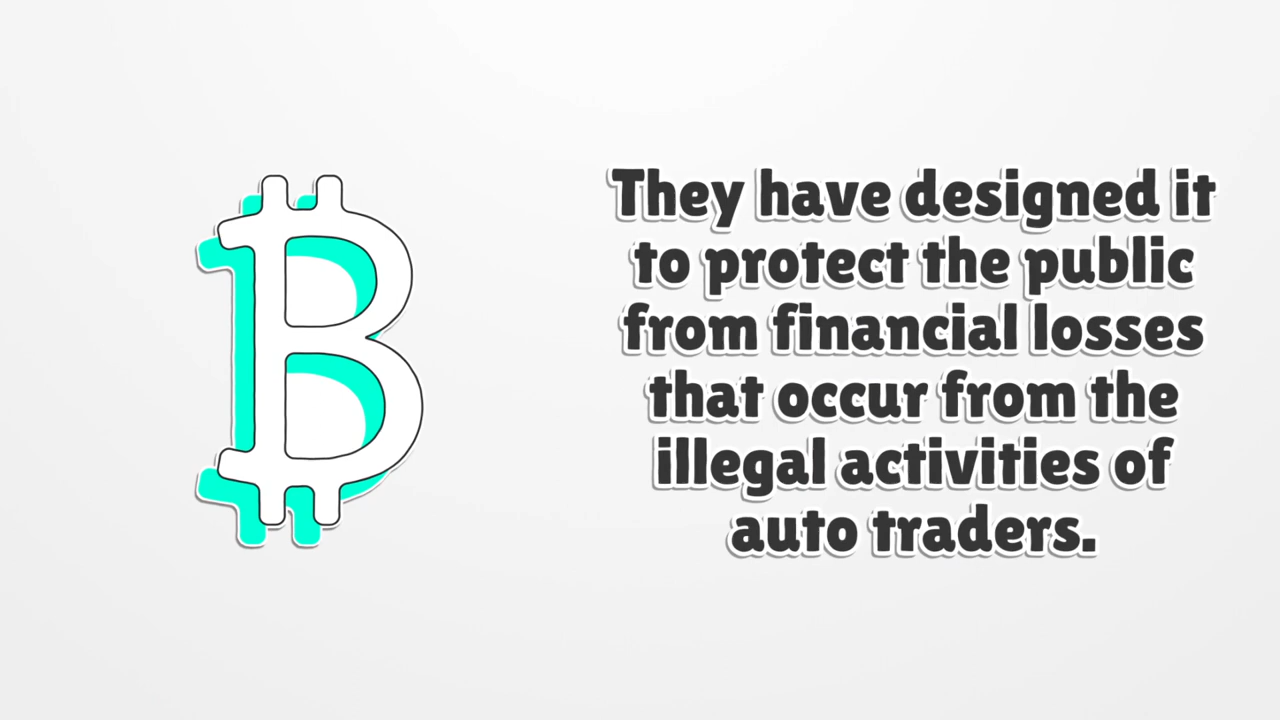 They have designed it
to protect the public
from financial losses
that occur from the
illegal activities of
auto traders.